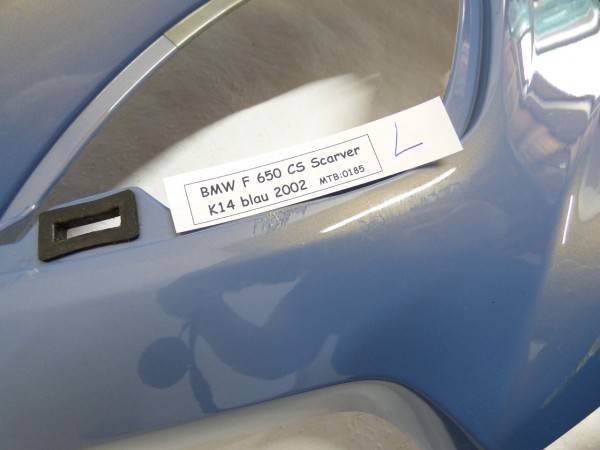 BMW F 650 CS Scarver
K14 blau 2002 MTB:0185
L